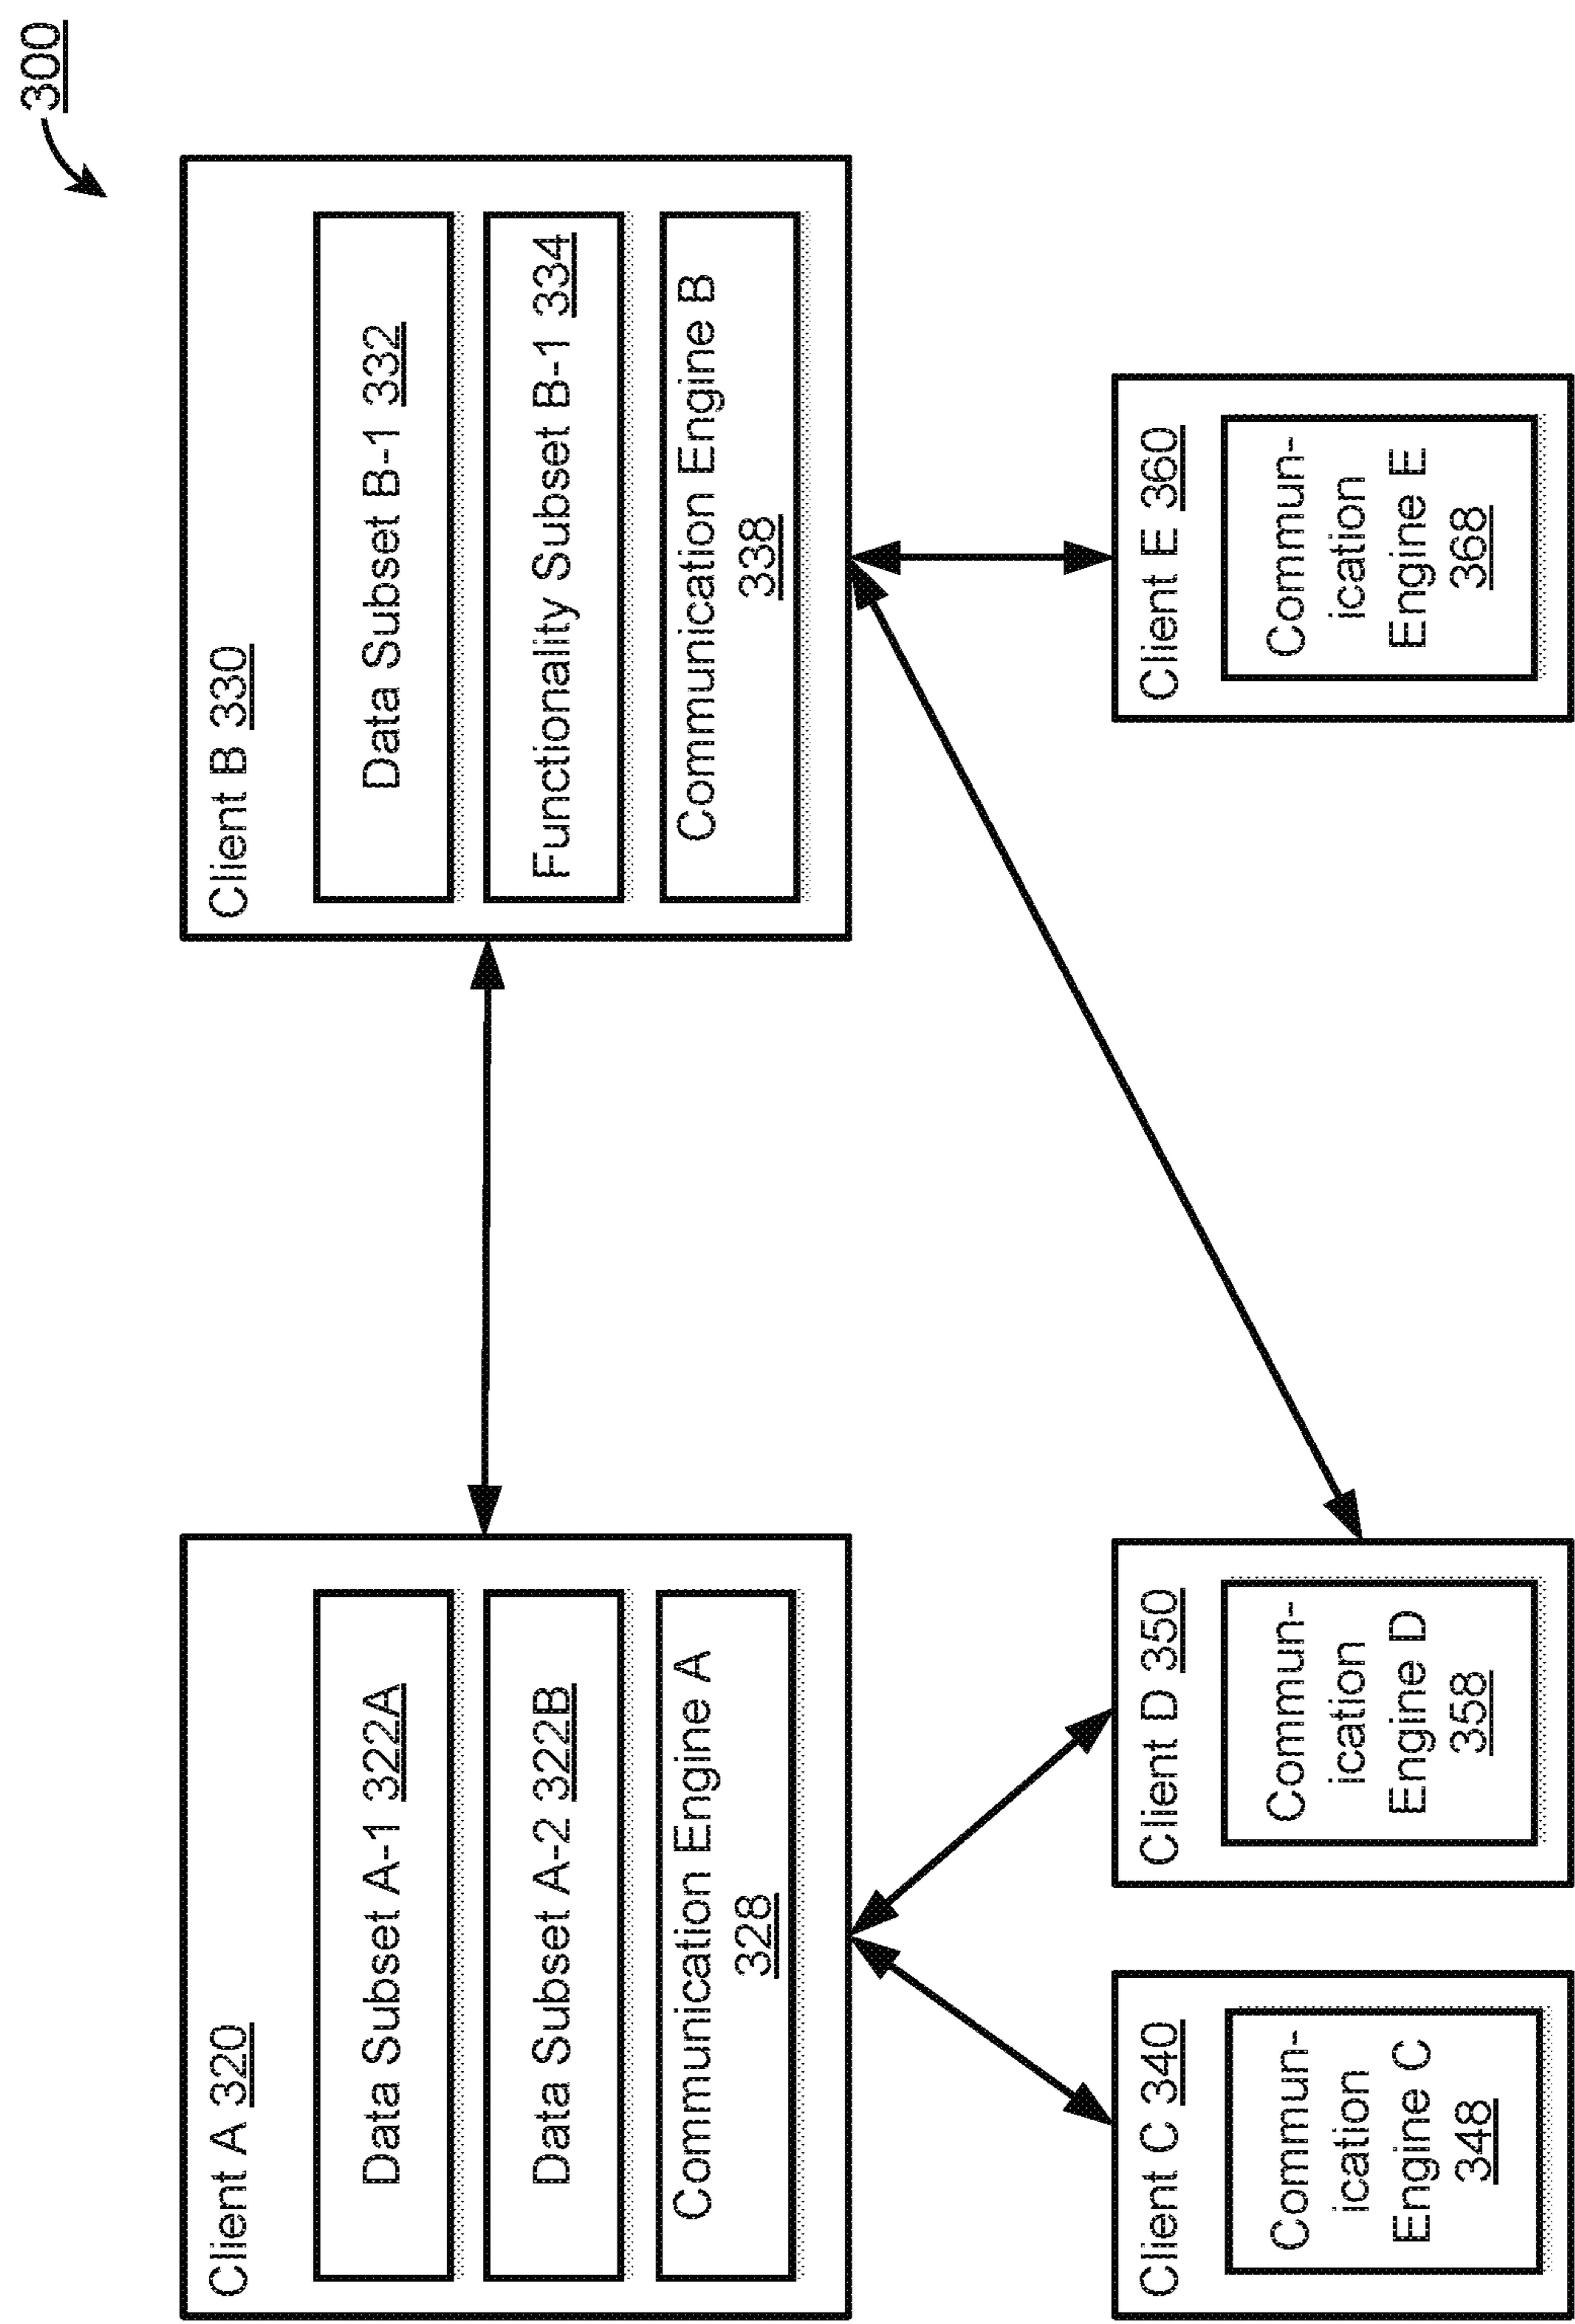 300
Client A 320
Data Subset A-1 322A
Data Subset A-2 322B
Communication Engine A
328
Client B 330
Data Subset B-1 332
Functionality Subset B-1 334
Communication Engine B
338
Client C 340
Commun-
ication
Engine C
348
Client D 350
Commun-
ication
Engine D
358
Client E 360
Commun-
ication
Engine E
368